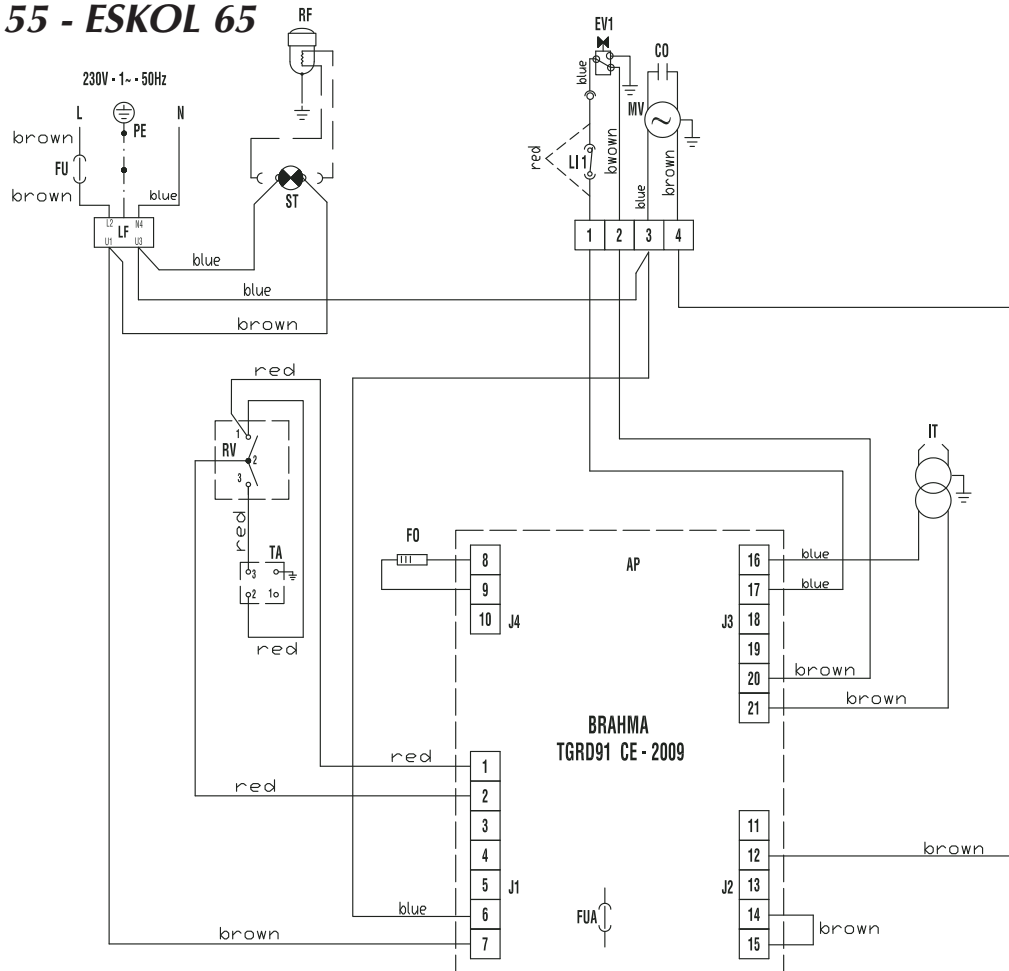 55 - ESKOL 65
RF
230V - 1~ - 50Hz
L
N
PE
brown
FU
brown
blue
L2 N4
LF
U1 U3
ST
blue
blue
brown
EV1
CO
blue
MV
red
LI1
bwown
blue
brown
1 2 3 4
red
1
RV
2
3
red
TA
3
2 1
red
IT
FO
AP
8
9
10 J4
16 blue
17 blue
J3 18
19
20 brown
21 brown
BRAHMA
TGRD91 CE - 2009
red 1
red 2
3
4
5 J1
blue 6
brown 7
FUA
11
12 brown
J2 13
14
brown
15